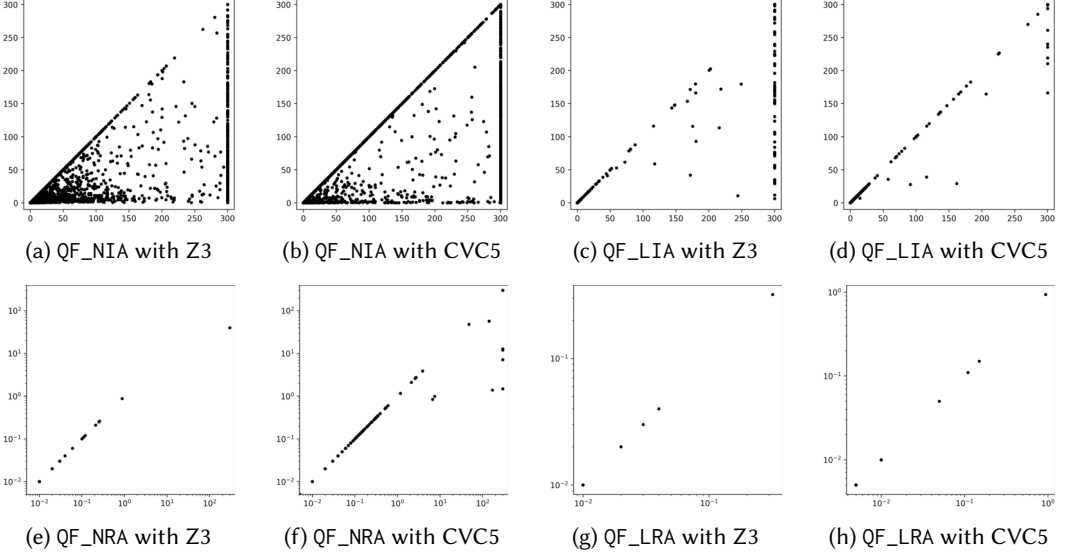 300
250
200
150
100
50
0
0 50 100 150 200 250 300
300
250
200
150
100
50
0
0 50 100 150 200 250 300
300
250
200
150
100
50
0
0 50 100 150 200 250 300
300
250
200
150
100
50
0
0 50 100 150 200 250 300
(a) QF_NIA with Z3
(b) QF_NIA with CVC5
(c) QF_LIA with Z3
(d) QF_LIA with CVC5
10²
10¹
10⁰
10⁻¹
10⁻²
10⁻² 10⁻¹ 10⁰ 10¹ 10²
10²
10¹
10⁰
10⁻¹
10⁻²
10⁻² 10⁻¹ 10⁰ 10¹ 10²
10⁻¹
10⁻²
10⁻² 10⁻¹
10⁰
10⁻¹
10⁻²
10⁻² 10⁻¹ 10⁰
(e) QF_NRA with Z3
(f) QF_NRA with CVC5
(g) QF_LRA with Z3
(h) QF_LRA with CVC5